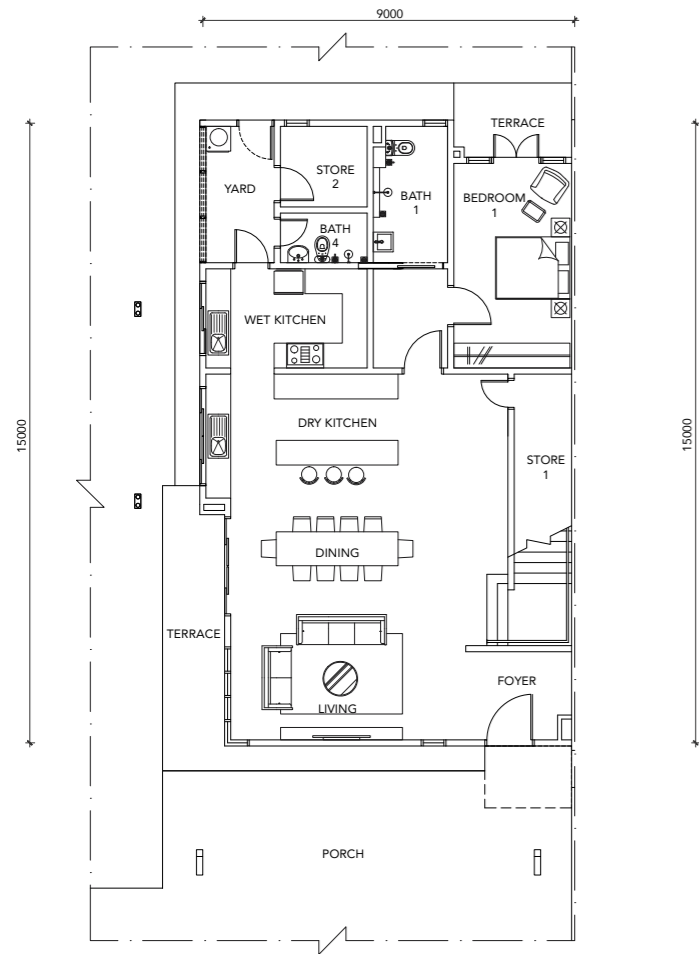 9000
TERRACE
STORE
2
YARD
BATH
1
BEDROOM
1
BATH
4
WET KITCHEN
15000
15000
DRY KITCHEN
STORE
1
DINING
TERRACE
FOYER
LIVING
PORCH